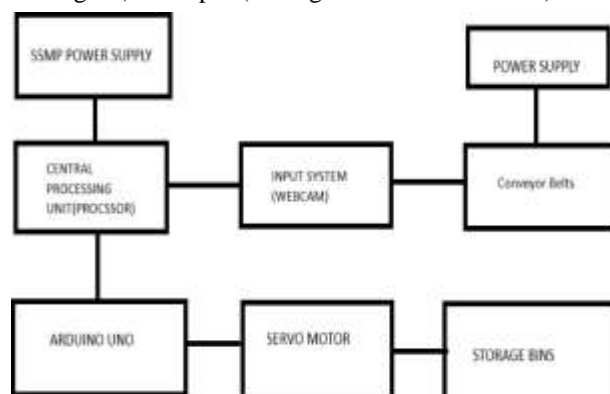 SSMP POWER SUPPLY
POWER SUPPLY
CENTRAL
PROCESSING
UNIT(PROCSSOR)
INPUT SYSTEM
(WEBCAM)
Conveyor Belts
ARDUINO UNO
SERVO MOTOR
STORAGE BINS